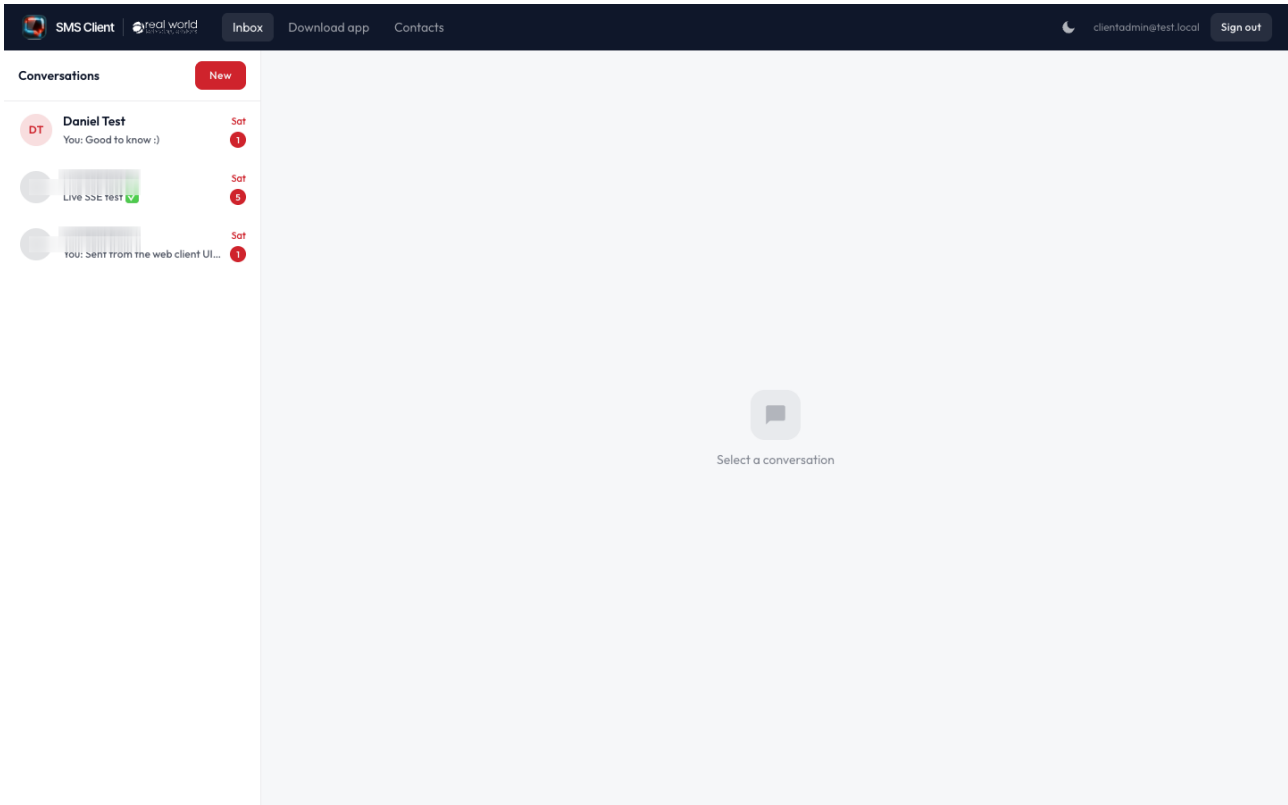 SMS Client
real world
Inbox
Download app
Contacts
clientadmin@test.local
Sign out
Conversations
New
DT
Daniel Test
Sat
You: Good to know :)
1
Sat
Live SSE test ✅
5
Sat
You: Sent from the web client UI...
1
Select a conversation